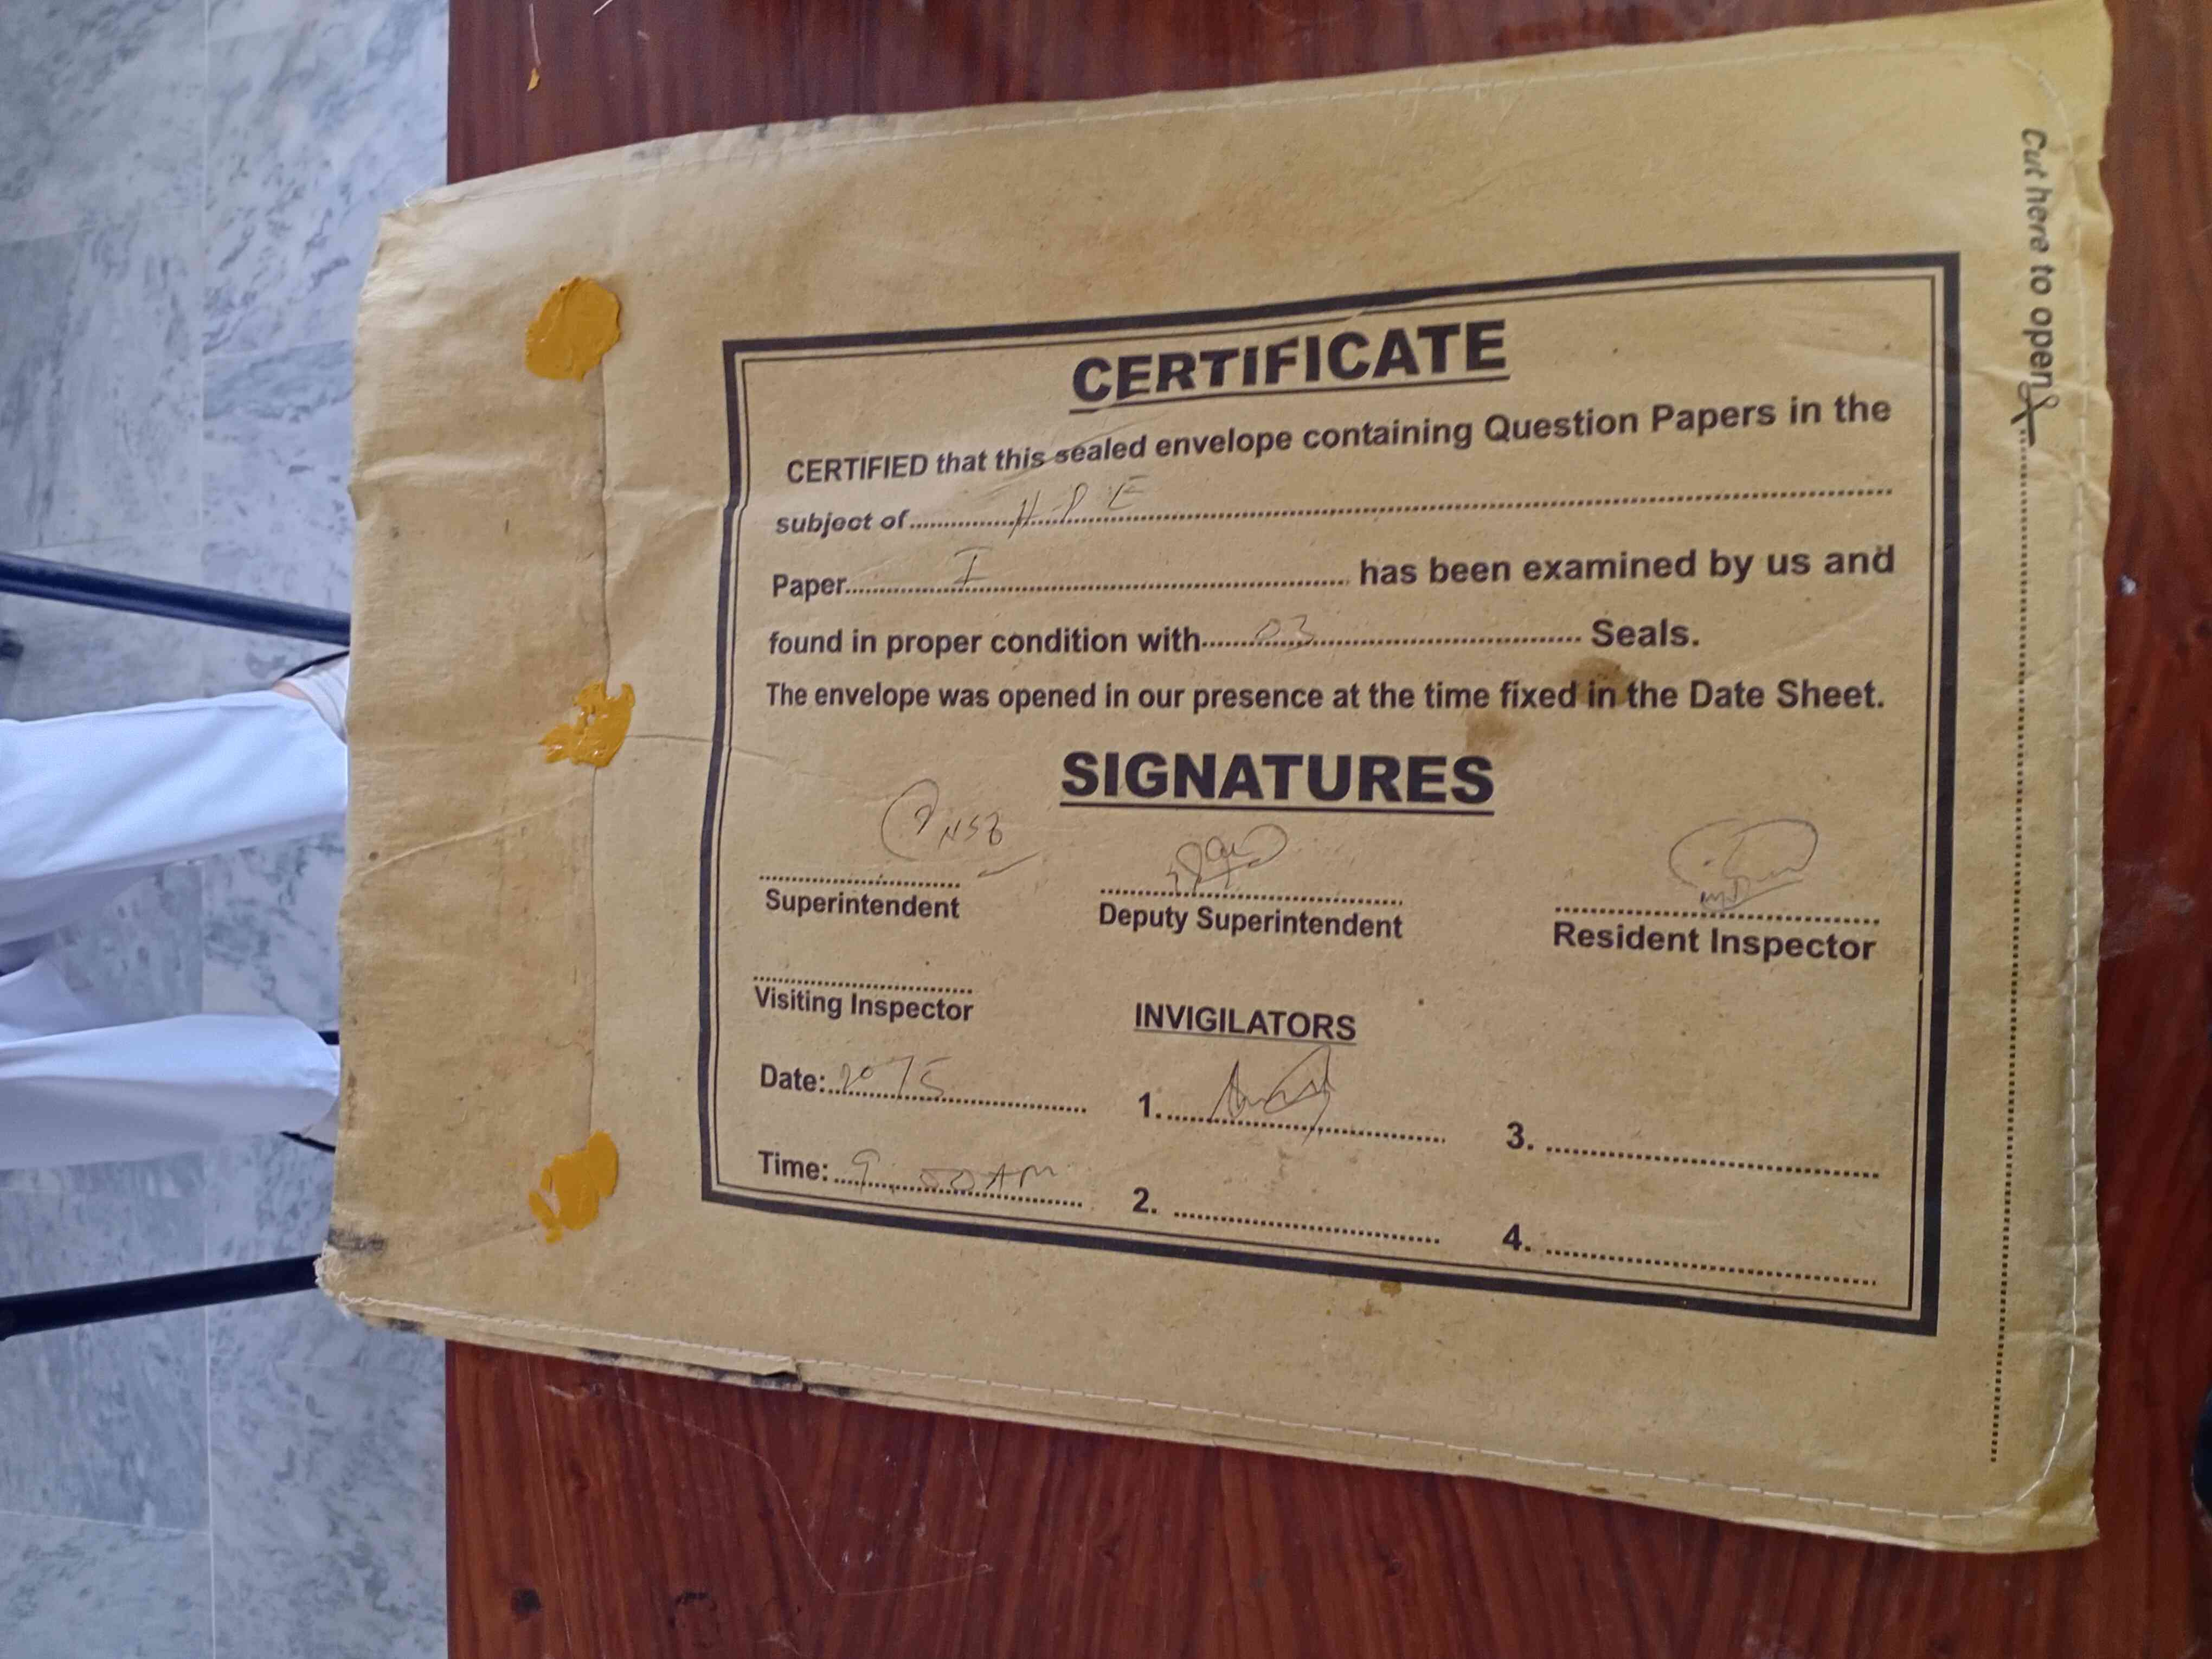 Cut here to open
CERTIFICATE
CERTIFIED that this sealed envelope containing Question Papers in the
subject of.......... H.P.E ..........
Paper.......... I .......... has been examined by us and
found in proper condition with.......... 03 .......... Seals.
The envelope was opened in our presence at the time fixed in the Date Sheet.
SIGNATURES
Superintendent Deputy Superintendent Resident Inspector
Visiting Inspector INVIGILATORS
Date: 1. 3.
Time: 9:00 AM 2. 4.